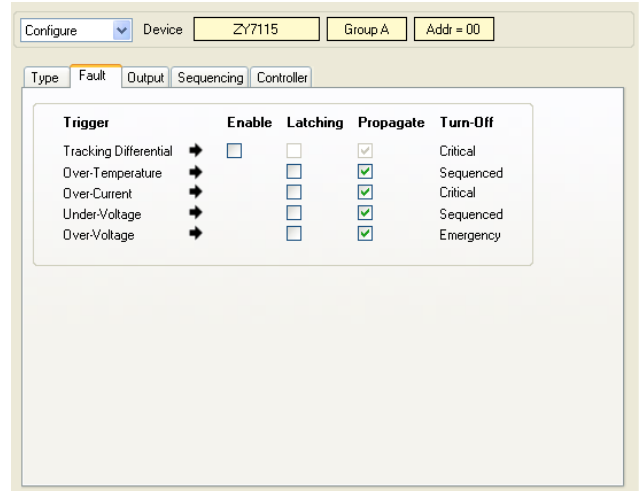 Configure Device ZY7115 Group A Addr = 00
Type Fault Output Sequencing Controller
Trigger Enable Latching Propagate Turn-Off
Tracking Differential Critical
Over-Temperature Sequenced
Over-Current Critical
Under-Voltage Sequenced
Over-Voltage Emergency